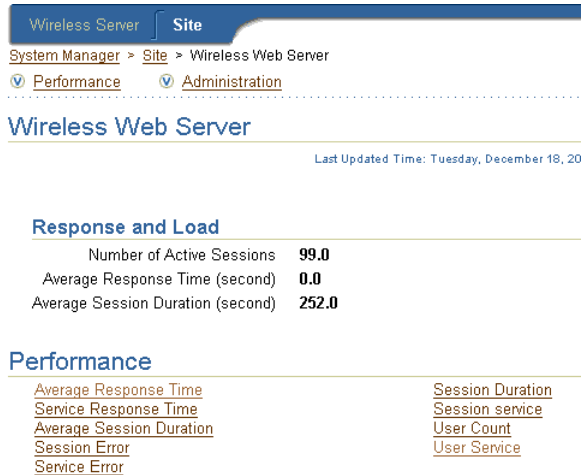 Wireless Server Site
System Manager > Site > Wireless Web Server
Performance Administration
Wireless Web Server
Last Updated Time: Tuesday, December 18, 20
Response and Load
Number of Active Sessions 99.0
Average Response Time (second) 0.0
Average Session Duration (second) 252.0
Performance
Average Response Time Session Duration
Service Response Time Session service
Average Session Duration User Count
Session Error User Service
Service Error